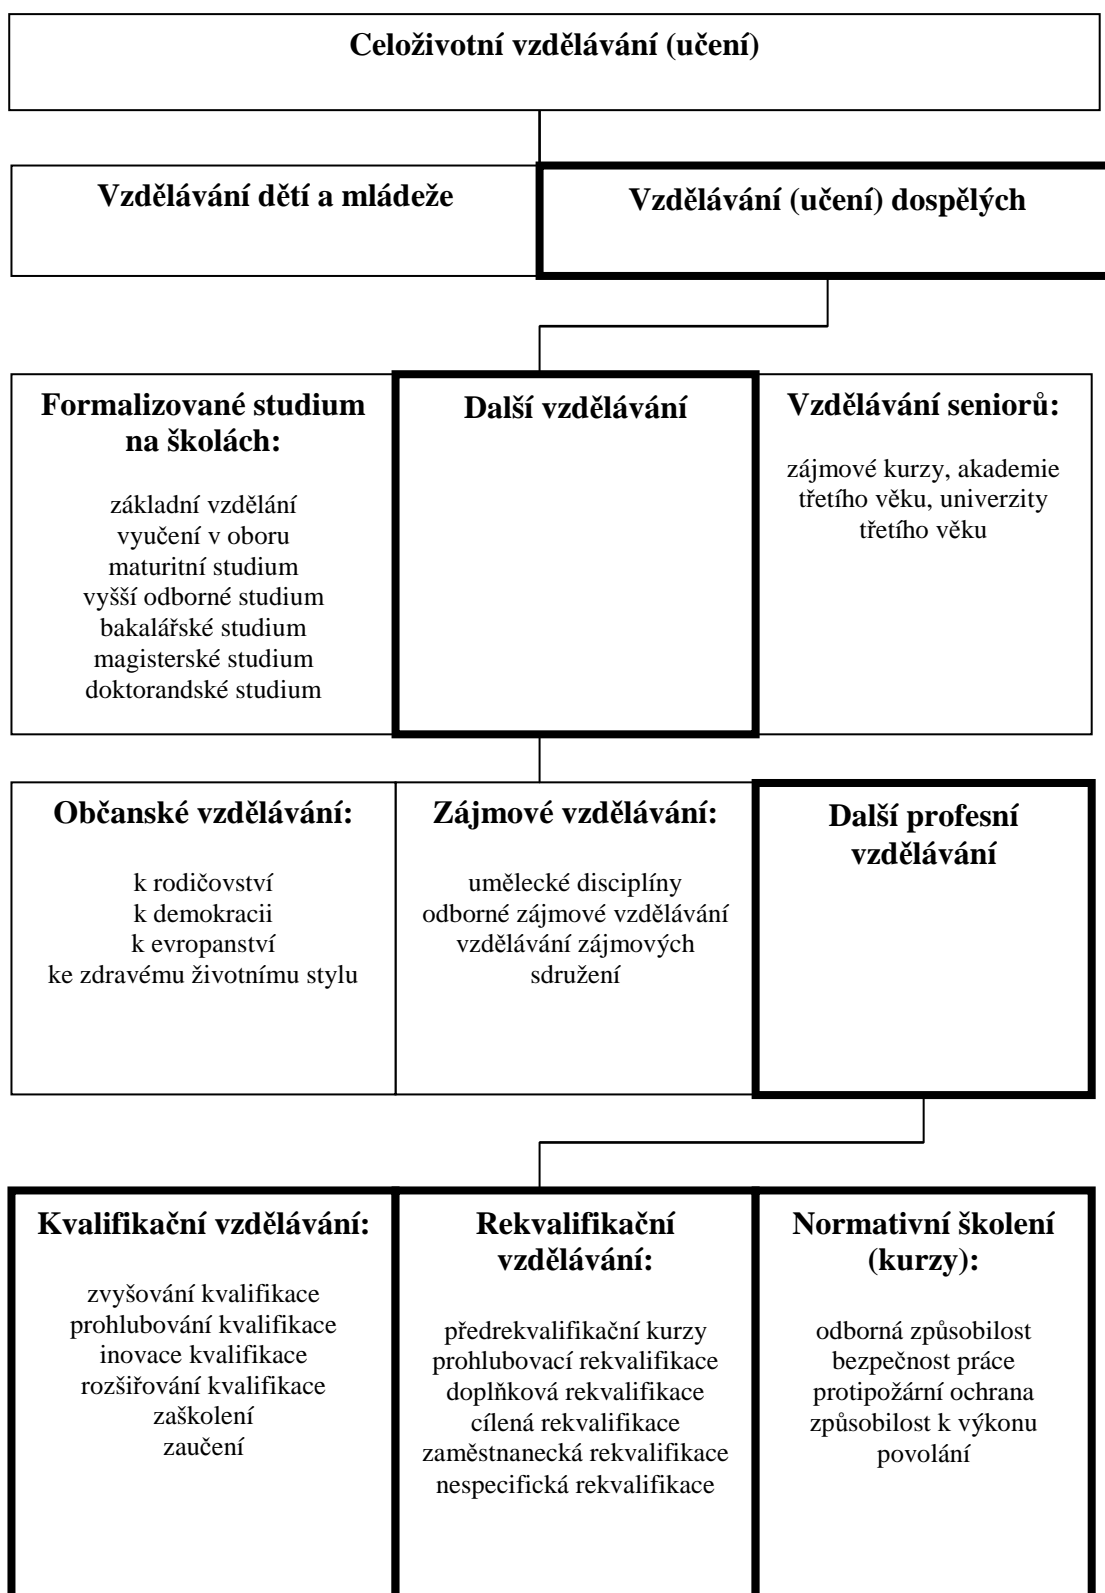 Celoživotní vzdělávání (učení)
Vzdělávání dětí a mládeže
Vzdělávání (učení) dospělých
Formalizované studium
na školách:
základní vzdělání
vyučení v oboru
maturitní studium
vyšší odborné studium
bakalářské studium
magisterské studium
doktorandské studium
Další vzdělávání
Vzdělávání seniorů:
zájmové kurzy, akademie
třetího věku, univerzity
třetího věku
Občanské vzdělávání:
k rodičovství
k demokracii
k evropanství
ke zdravému životnímu stylu
Zájmové vzdělávání:
umělecké disciplíny
odborné zájmové vzdělávání
vzdělávání zájmových
sdružení
Další profesní
vzdělávání
Kvalifikační vzdělávání:
zvyšování kvalifikace
prohlubování kvalifikace
inovace kvalifikace
rozšiřování kvalifikace
zaškolení
zaučení
Rekvalifikační
vzdělávání:
předrekvalifikační kurzy
prohlubovací rekvalifikace
doplňková rekvalifikace
cílená rekvalifikace
zaměstnanecká rekvalifikace
nespecifická rekvalifikace
Normativní školení
(kurzy):
odborná způsobilost
bezpečnost práce
protipožární ochrana
způsobilost k výkonu
povolání